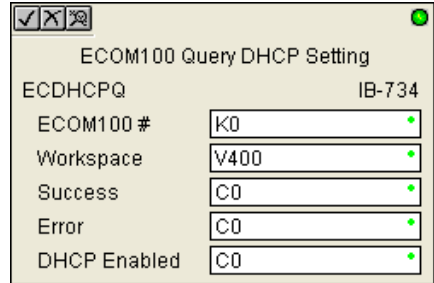 ECOM100 Query DHCP Setting
ECDHCPQ IB-734
ECOM100 # K0
Workspace V400
Success C0
Error C0
DHCP Enabled C0